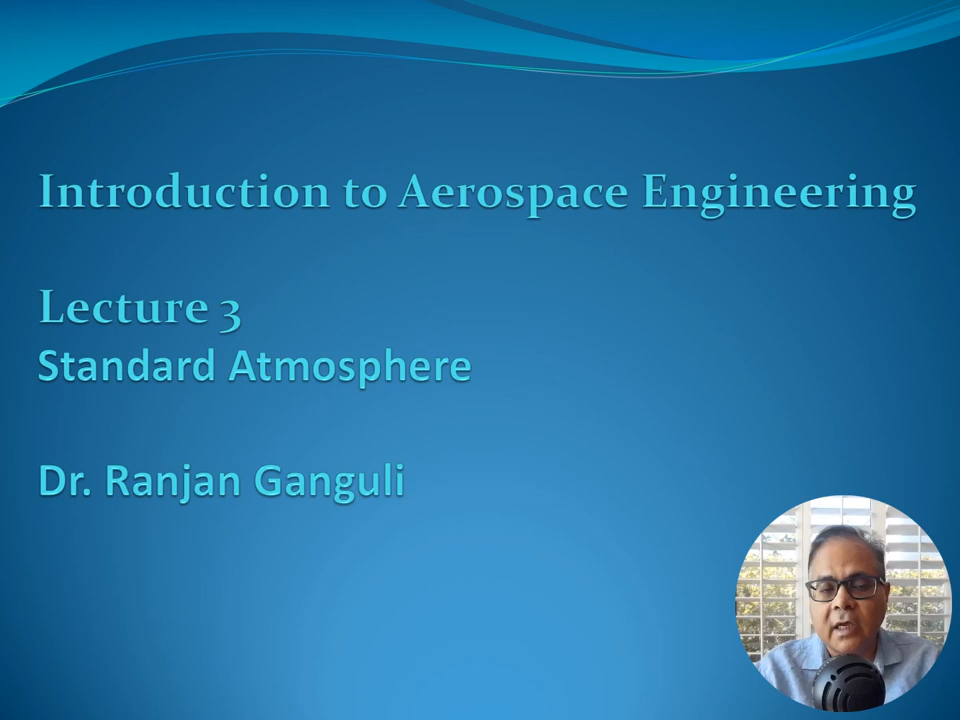 Introduction to Aerospace Engineering
Lecture 3
Standard Atmosphere
Dr. Ranjan Ganguli